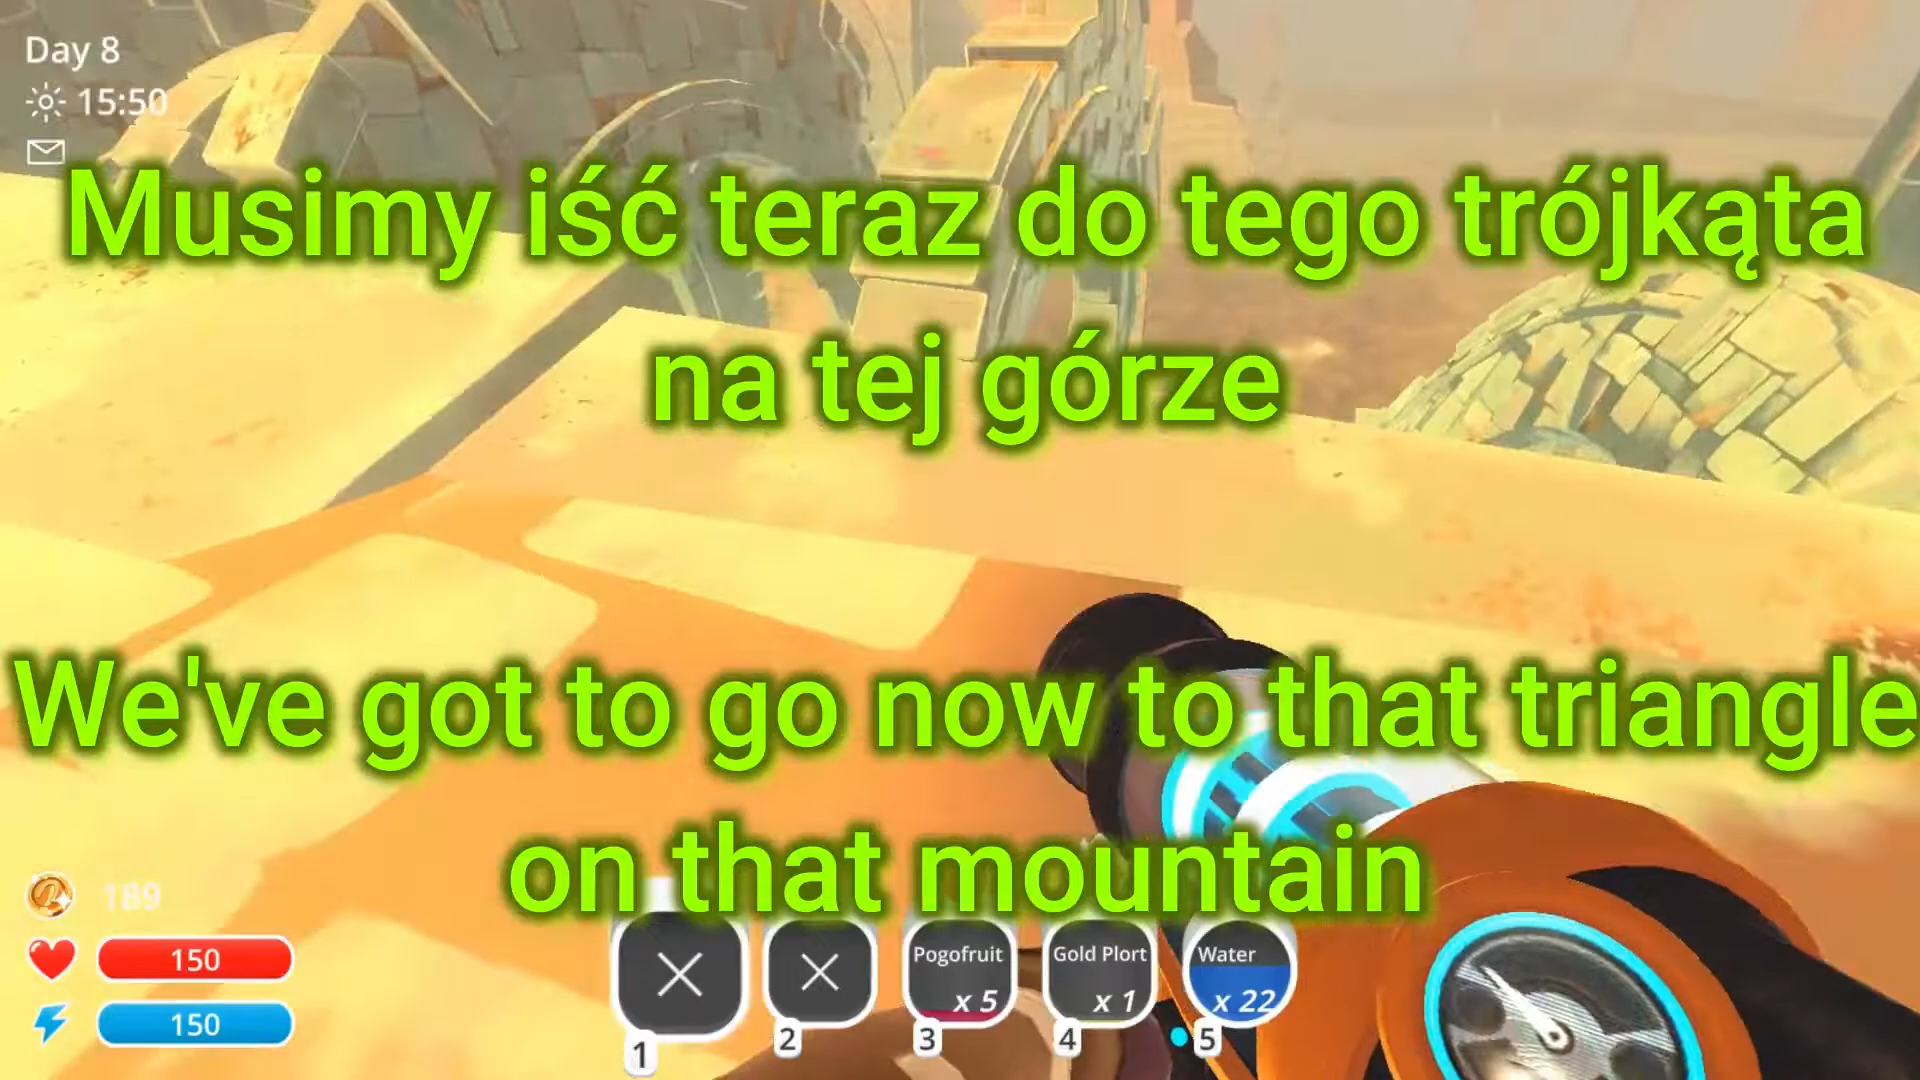 Day 8
15:50
Musimy iść teraz do tego trójkąta
na tej górze
We've got to go now to that triangle
on that mountain
189
150
150
Pogofruit
x 5
Gold Plort
x 1
Water
x 22
1
2
3
4
5